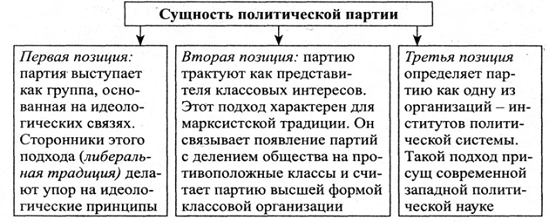 Сущность политической партии
Первая позиция:
партия выступает
как группа, осно-
ванная на идеоло-
гических связях.
Сторонники этого
подхода (либераль-
ная традиция) дела-
ют упор на идеоло-
гические принципы
Вторая позиция: партию
трактуют как представи-
теля классовых интересов.
Этот подход характерен для
марксистской традиции. Он
связывает появление партий
с делением общества на про-
тивоположные классы и счи-
тает партию высшей формой
классовой организации
Третья позиция
определяет пар-
тию как одну из
организаций – ин-
ститутов полити-
ческой системы.
Такой подход при-
сущ современной
западной полити-
ческой науке